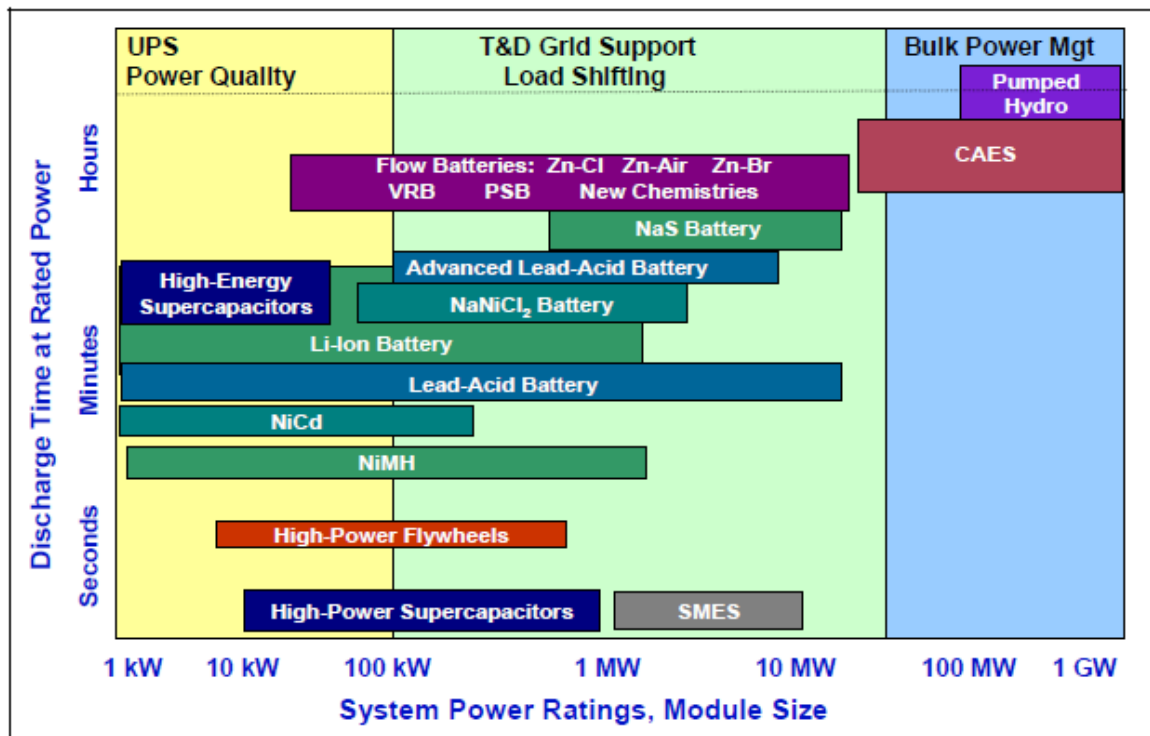 UPS
Power Quality
T&D Grid Support
Load Shifting
Bulk Power Mgt
Pumped
Hydro
CAES
Flow Batteries: Zn-Cl Zn-Air Zn-Br
VRB PSB New Chemistries
NaS Battery
Advanced Lead-Acid Battery
High-Energy
Supercapacitors
NaNiCl₂ Battery
Li-Ion Battery
Lead-Acid Battery
NiCd
NiMH
High-Power Flywheels
High-Power Supercapacitors
SMES
Discharge Time at Rated Power
Hours
Minutes
Seconds
1 kW 10 kW 100 kW 1 MW 10 MW 100 MW 1 GW
System Power Ratings, Module Size